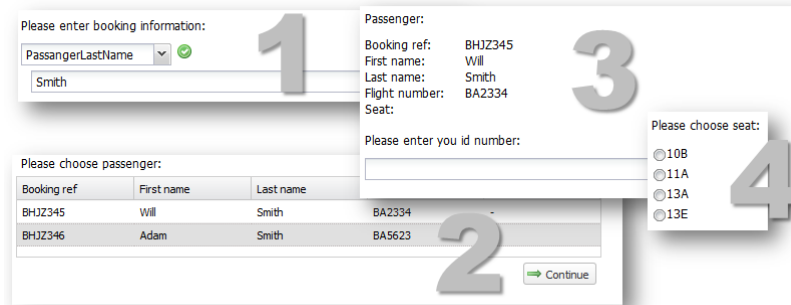 Please enter booking information:
PassangerLastName
Smith
1
Please choose passenger:
Booking ref First name Last name
BHJZ345 Will Smith BA2334 -
BHJZ346 Adam Smith BA5623
2
Continue
Passenger:
Booking ref: BHJZ345
First name: Will
Last name: Smith
Flight number: BA2334
Seat:
Please enter you id number:
3
Please choose seat:
10B
11A
13A
13E
4